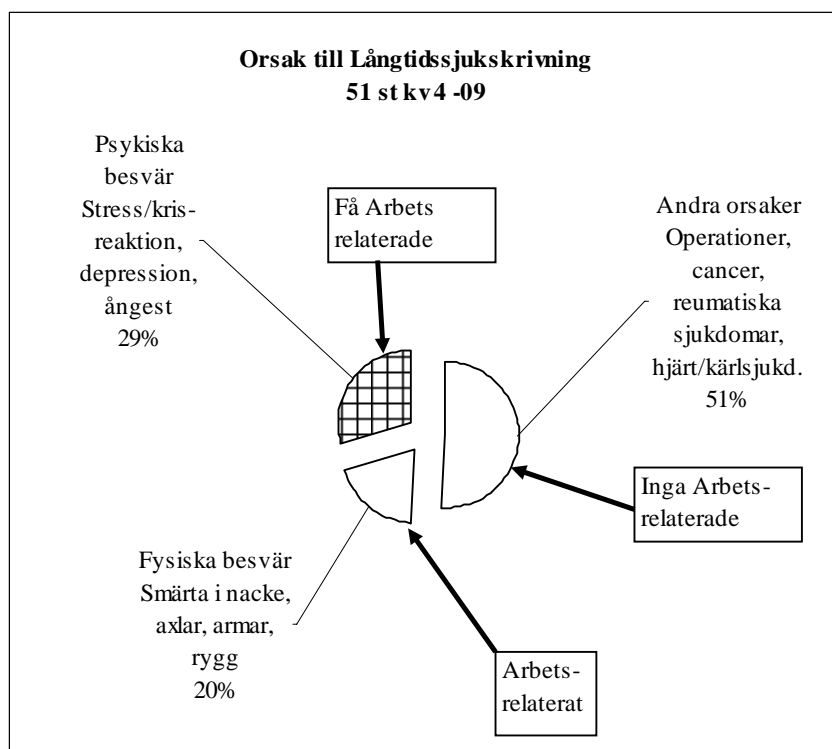 Orsak till Långtidssjukskrivning
51 st kv 4 -09
Psykiska
besvär
Stress/kris-
reaktion,
depression,
ångest
29%
Få Arbets
relaterade
Andra orsaker
Operationer,
cancer,
reumatiska
sjukdomar,
hjärt/kärlsjukd.
51%
Inga Arbets-
relaterade
Fysiska besvär
Smärta i nacke,
axlar, armar,
rygg
20%
Arbets-
relaterat